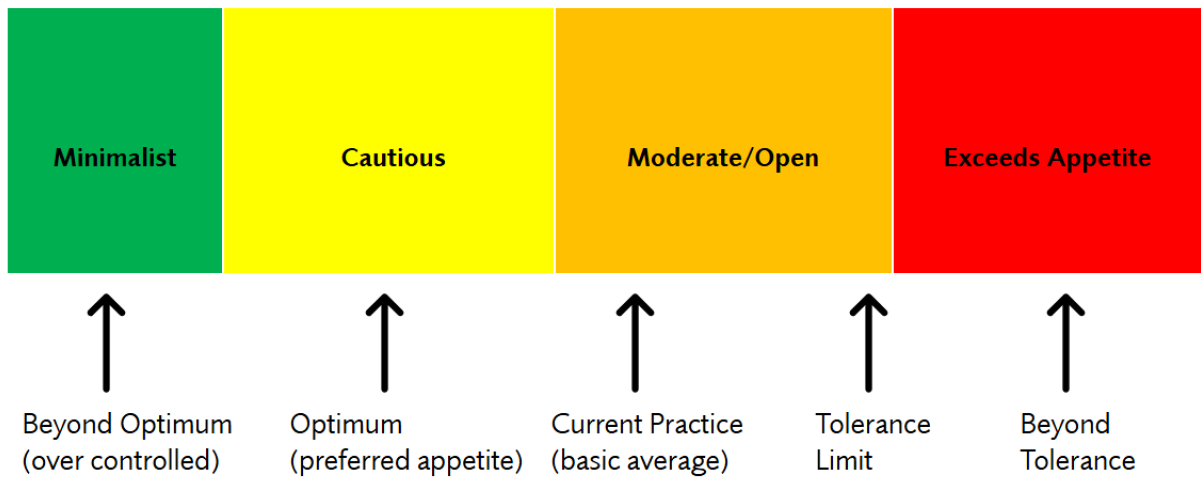 Minimalist
Cautious
Moderate/Open
Exceeds Appetite
Beyond Optimum
(over controlled)
Optimum
(preferred appetite)
Current Practice
(basic average)
Tolerance
Limit
Beyond
Tolerance